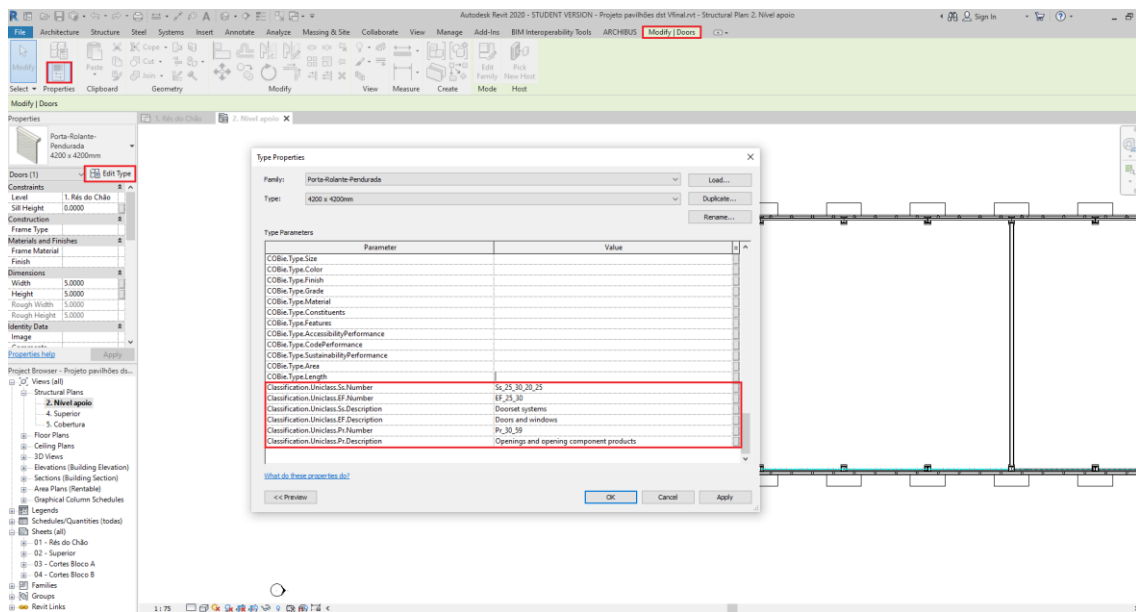 Autodesk Revit 2020 - STUDENT VERSION - Projeto pavilhões dst Vfinal.rvt - Structural Plan: 2. Nível apoio
Sign In
File Architecture Structure Steel Systems Insert Annotate Analyze Massing & Site Collaborate View Manage Add-Ins BIM Interoperability Tools ARCHIBUS Modify | Doors
Modify
Paste
Cope
Cut
Join
Edit Family
Pick New Host
Select Properties Clipboard Geometry Modify View Measure Create Mode Host
Modify | Doors
Properties
1. Rés do Chão
2. Nível apoio
Porta-Rolante-
Pendurada
4200 x 4200mm
Doors (1) Edit Type
Constraints
Level 1. Rés do Chão
Sill Height 0.0000
Construction
Frame Type
Materials and Finishes
Frame Material
Finish
Dimensions
Width 5.0000
Height 5.0000
Rough Width 5.0000
Rough Height 5.0000
Identity Data
Image
Properties help Apply
Project Browser - Projeto pavilhões ds...
Views (all)
Structural Plans
2. Nível apoio
4. Superior
5. Cobertura
Floor Plans
Ceiling Plans
3D Views
Elevations (Building Elevation)
Sections (Building Section)
Area Plans (Rentable)
Graphical Column Schedules
Legends
Schedules/Quantities (todas)
Sheets (all)
01 - Rés do Chão
02 - Superior
03 - Cortes Bloco A
04 - Cortes Bloco B
Families
Groups
Revit Links
Type Properties
Family: Porta-Rolante-Pendurada Load...
Type: 4200 x 4200mm Duplicate...
Rename...
Type Parameters
Parameter Value =
COBie.Type.Size
COBie.Type.Color
COBie.Type.Finish
COBie.Type.Grade
COBie.Type.Material
COBie.Type.Constituents
COBie.Type.Features
COBie.Type.AccessibilityPerformance
COBie.Type.CodePerformance
COBie.Type.SustainabilityPerformance
COBie.Type.Area
COBie.Type.Length
Classification.Uniclass.Ss.Number Ss_25_30_20_25
Classification.Uniclass.EF.Number EF_25_30
Classification.Uniclass.Ss.Description Doorset systems
Classification.Uniclass.EF.Description Doors and windows
Classification.Uniclass.Pr.Number Pr_30_59
Classification.Uniclass.Pr.Description Openings and opening component products
What do these properties do?
<< Preview OK Cancel Apply
1 : 75